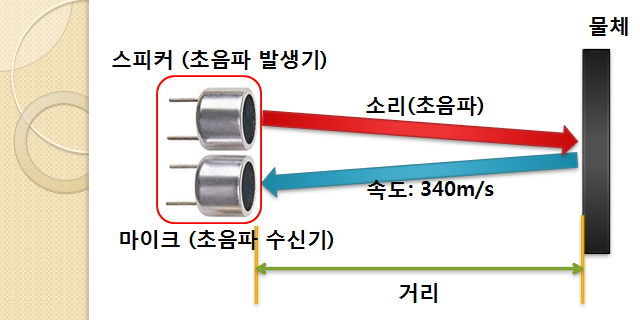 물체
스피커 (초음파 발생기)
소리(초음파)
속도: 340m/s
마이크 (초음파 수신기)
거리